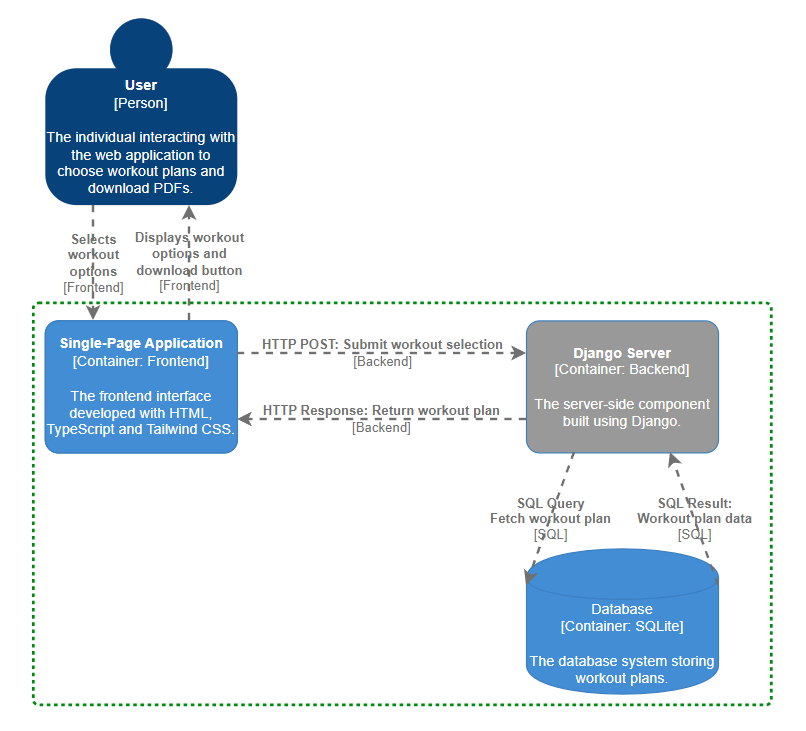 User
[Person]
The individual interacting with
the web application to
choose workout plans and
download PDFs.
Selects
workout
options
[Frontend]
Displays workout
options and
download button
[Frontend]
Single-Page Application
[Container: Frontend]
The frontend interface
developed with HTML,
TypeScript and Tailwind CSS.
HTTP POST: Submit workout selection
[Backend]
HTTP Response: Return workout plan
[Backend]
Django Server
[Container: Backend]
The server-side component
built using Django.
SQL Query
Fetch workout plan
[SQL]
SQL Result:
Workout plan data
[SQL]
Database
[Container: SQLite]
The database system storing
workout plans.